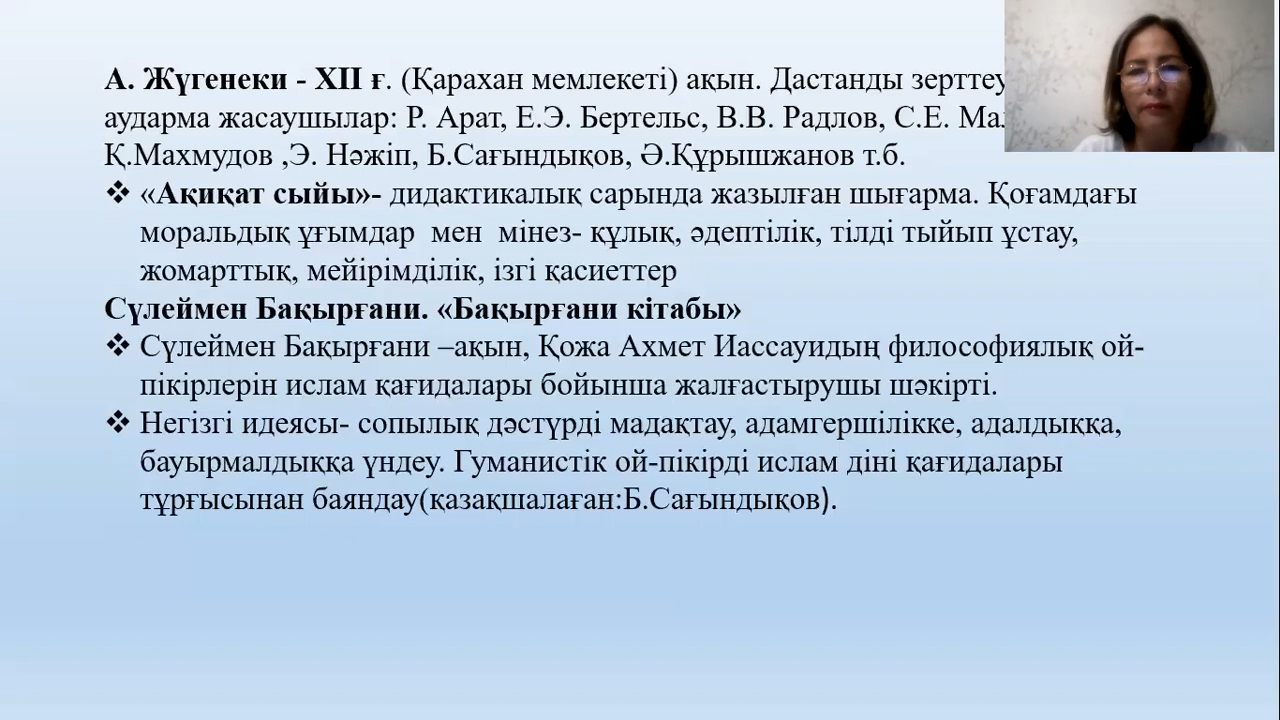 А. Жүгенеки - XII ғ. (Қарахан мемлекеті) ақын. Дастанды
аударма жасаушылар: Р. Арат, Е.Э. Бертельс, В.В. Радлов, С.Е.
Қ.Махмудов ,Э. Нәжіп, Б.Сағындықов, Ә.Құрышжанов т.б.
❖ «Ақиқат сыйы»- дидактикалық сарында жазылған шығарма. Қоғамдағы
моральдық ұғымдар мен мінез- құлық, әдептілік, тілді тыйып ұстау,
жомарттық, мейірімділік, ізгі қасиеттер
Сүлеймен Бақырғани. «Бақырғани кітабы»
❖ Сүлеймен Бақырғани –ақын, Қожа Ахмет Иассауидың философиялық ой-
пікірлерін ислам қағидалары бойынша жалғастырушы шәкірті.
❖ Негізгі идеясы- сопылық дәстүрді мадақтау, адамгершілікке, адалдыққа,
бауырмалдыққа үндеу. Гуманистік ой-пікірді ислам діні қағидалары
тұрғысынан баяндау(қазақшалаған:Б.Сағындықов).